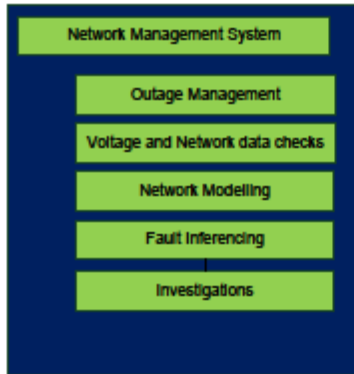 Network Management System
Outage Management
Voltage and Network data checks
Network Modelling
Fault Inferencing
Investigations